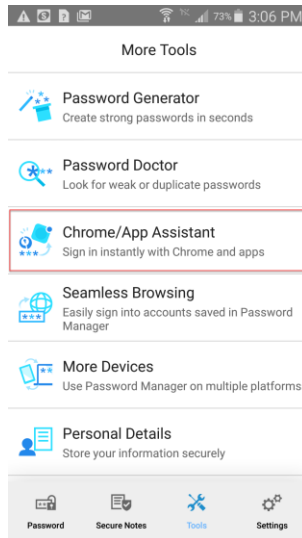 73% 3:06 PM
More Tools
Password Generator
Create strong passwords in seconds
Password Doctor
Look for weak or duplicate passwords
Chrome/App Assistant
Sign in instantly with Chrome and apps
Seamless Browsing
Easily sign into accounts saved in Password
Manager
More Devices
Use Password Manager on multiple platforms
Personal Details
Store your information securely
Password Secure Notes Tools Settings